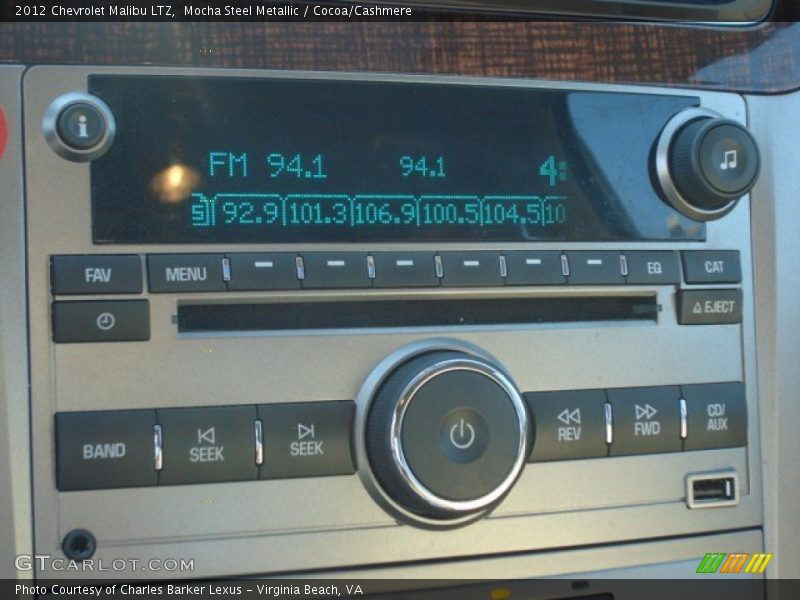 2012 Chevrolet Malibu LTZ, Mocha Steel Metallic / Cocoa/Cashmere
i
FM 94.1 94.1 4:
92.9 101.3 106.9 100.5 104.5 10
FAV MENU EQ CAT
EJECT
BAND SEEK SEEK REV FWD CD/AUX
GTCARLOT.COM
Photo Courtesy of Charles Barker Lexus - Virginia Beach, VA